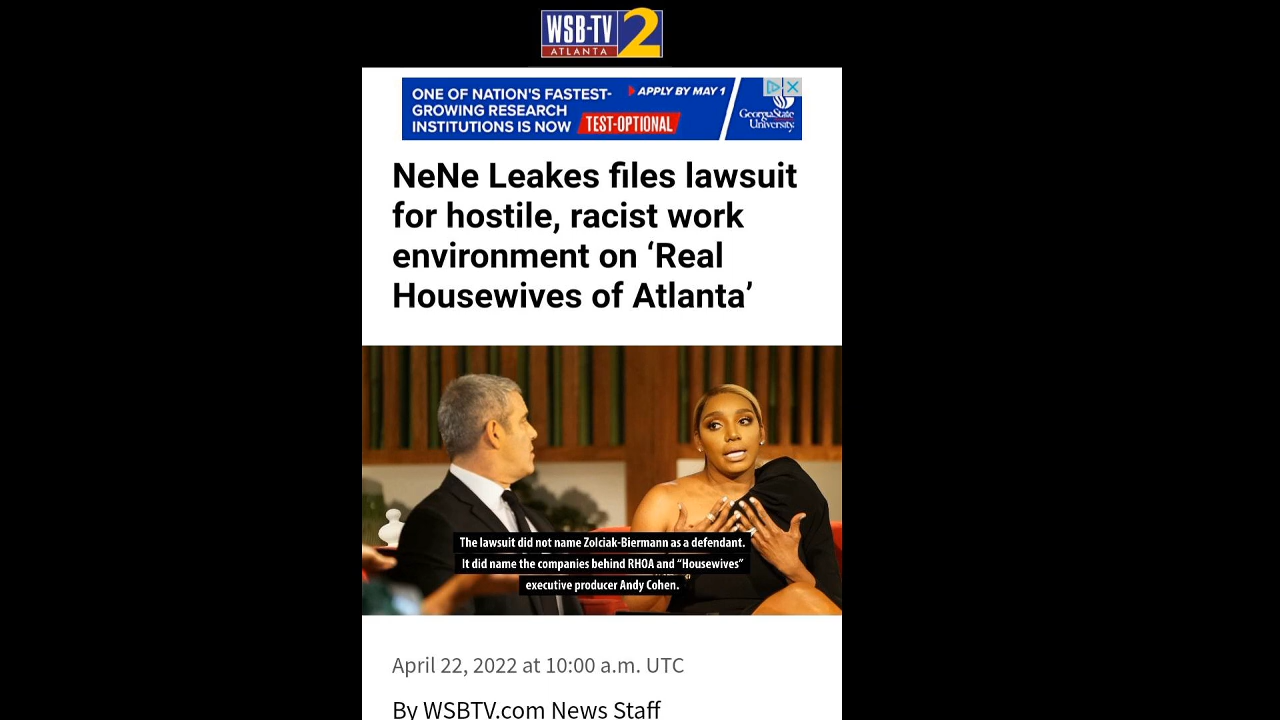 WSB-TV 2
ATLANTA
ONE OF NATION'S FASTEST-
GROWING RESEARCH
INSTITUTIONS IS NOW TEST-OPTIONAL
APPLY BY MAY 1
GeorgiaState
University.
NeNe Leakes files lawsuit
for hostile, racist work
environment on ‘Real
Housewives of Atlanta’
The lawsuit did not name Zolciak-Biermann as a defendant.
It did name the companies behind RHOA and “Housewives”
executive producer Andy Cohen.
April 22, 2022 at 10:00 a.m. UTC
By WSBTV.com News Staff